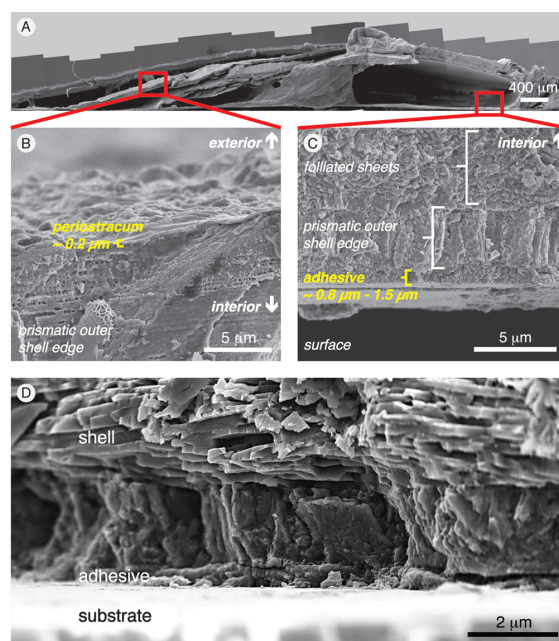 A
400 μm
B
exterior
periostracum
~ 0.2 μm
interior
prismatic outer
shell edge
5 μm
C
interior
foliated sheets
prismatic outer
shell edge
adhesive
~ 0.8 μm - 1.5 μm
surface
5 μm
D
shell
adhesive
substrate
2 μm